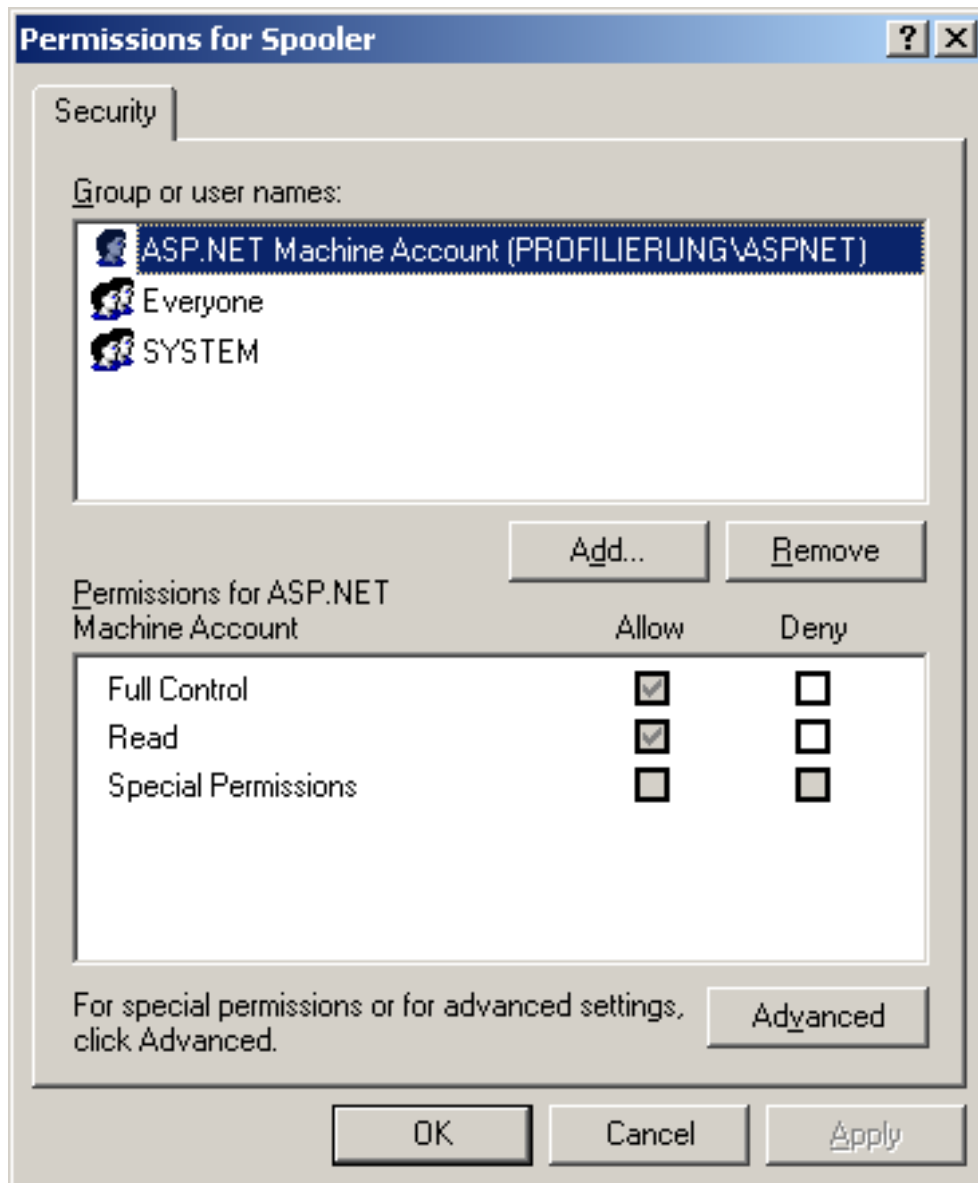 Permissions for Spooler
Security
Group or user names:
ASP.NET Machine Account (PROFILIERUNG\ASPNET)
Everyone
SYSTEM
Add... Remove
Permissions for ASP.NET
Machine Account Allow Deny
Full Control
Read
Special Permissions
For special permissions or for advanced settings,
click Advanced.
Advanced
OK Cancel Apply